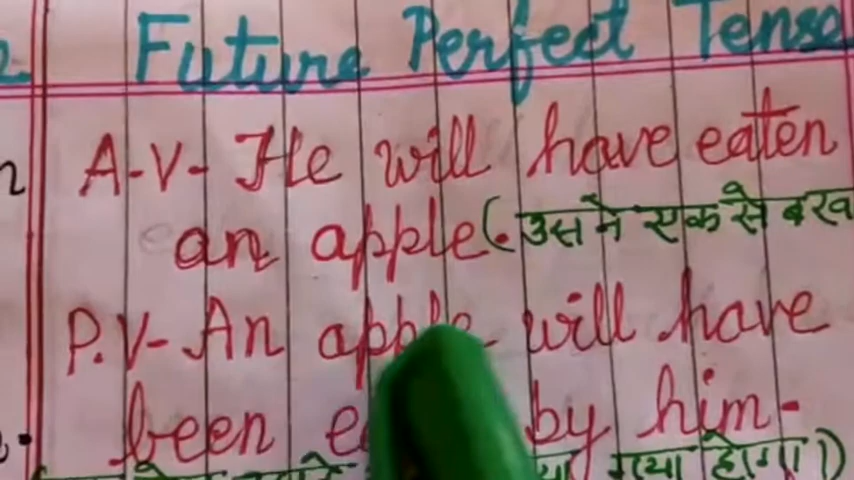 Future Perfect Tense
A-V- He will have eaten
an apple. (उस ने एक से
P.V- An apple will have
been by him.
गया होगा)